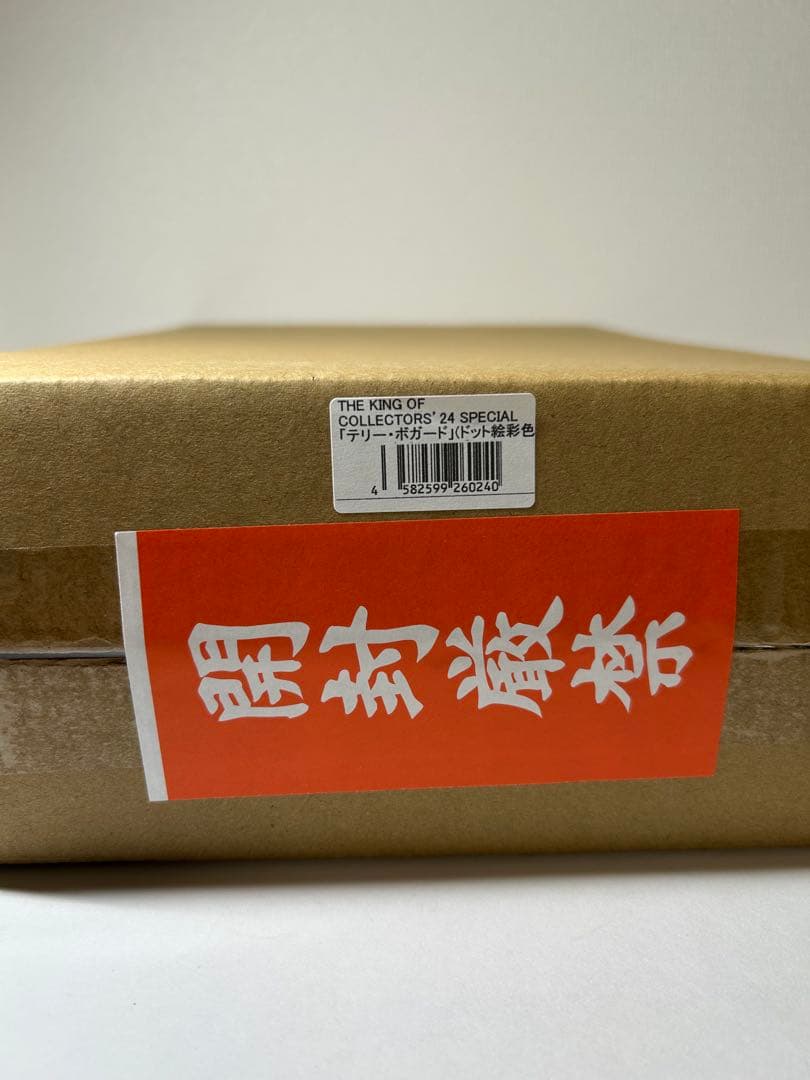 THE KING OF
COLLECTORS' 24 SPECIAL
「テリー・ボガード」(ドット絵彩色
4 582599 260240
開封厳禁